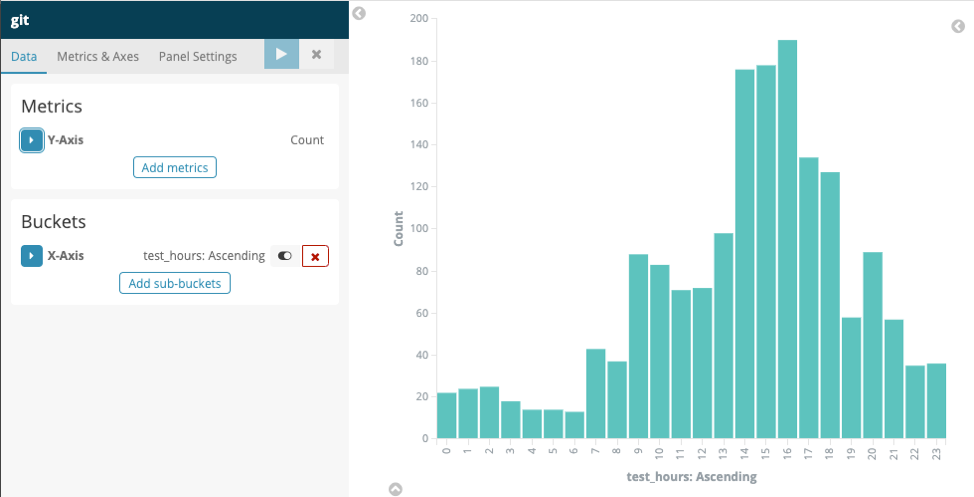 git
Data Metrics & Axes Panel Settings
Metrics
Y-Axis Count
Add metrics
Buckets
X-Axis test_hours: Ascending
Add sub-buckets
200
180
160
140
120
100
80
60
40
20
0
Count
0 1 2 3 4 5 6 7 8 9 10 11 12 13 14 15 16 17 18 19 20 21 22 23
test_hours: Ascending